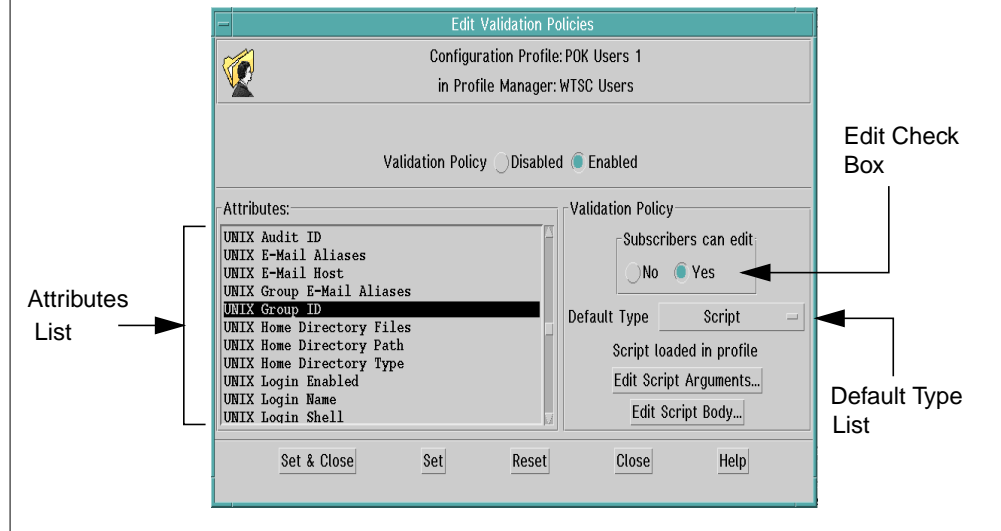 Edit Validation Policies
Configuration Profile: POK Users 1
in Profile Manager: WTSC Users
Validation Policy Disabled Enabled
Attributes:
UNIX Audit ID
UNIX E-Mail Aliases
UNIX E-Mail Host
UNIX Group E-Mail Aliases
UNIX Group ID
UNIX Home Directory Files
UNIX Home Directory Path
UNIX Home Directory Type
UNIX Login Enabled
UNIX Login Name
UNIX Login Shell
Validation Policy
Subscribers can edit
No Yes
Default Type Script
Script loaded in profile
Edit Script Arguments...
Edit Script Body...
Set & Close Set Reset Close Help
Attributes
List
Edit Check
Box
Default Type
List